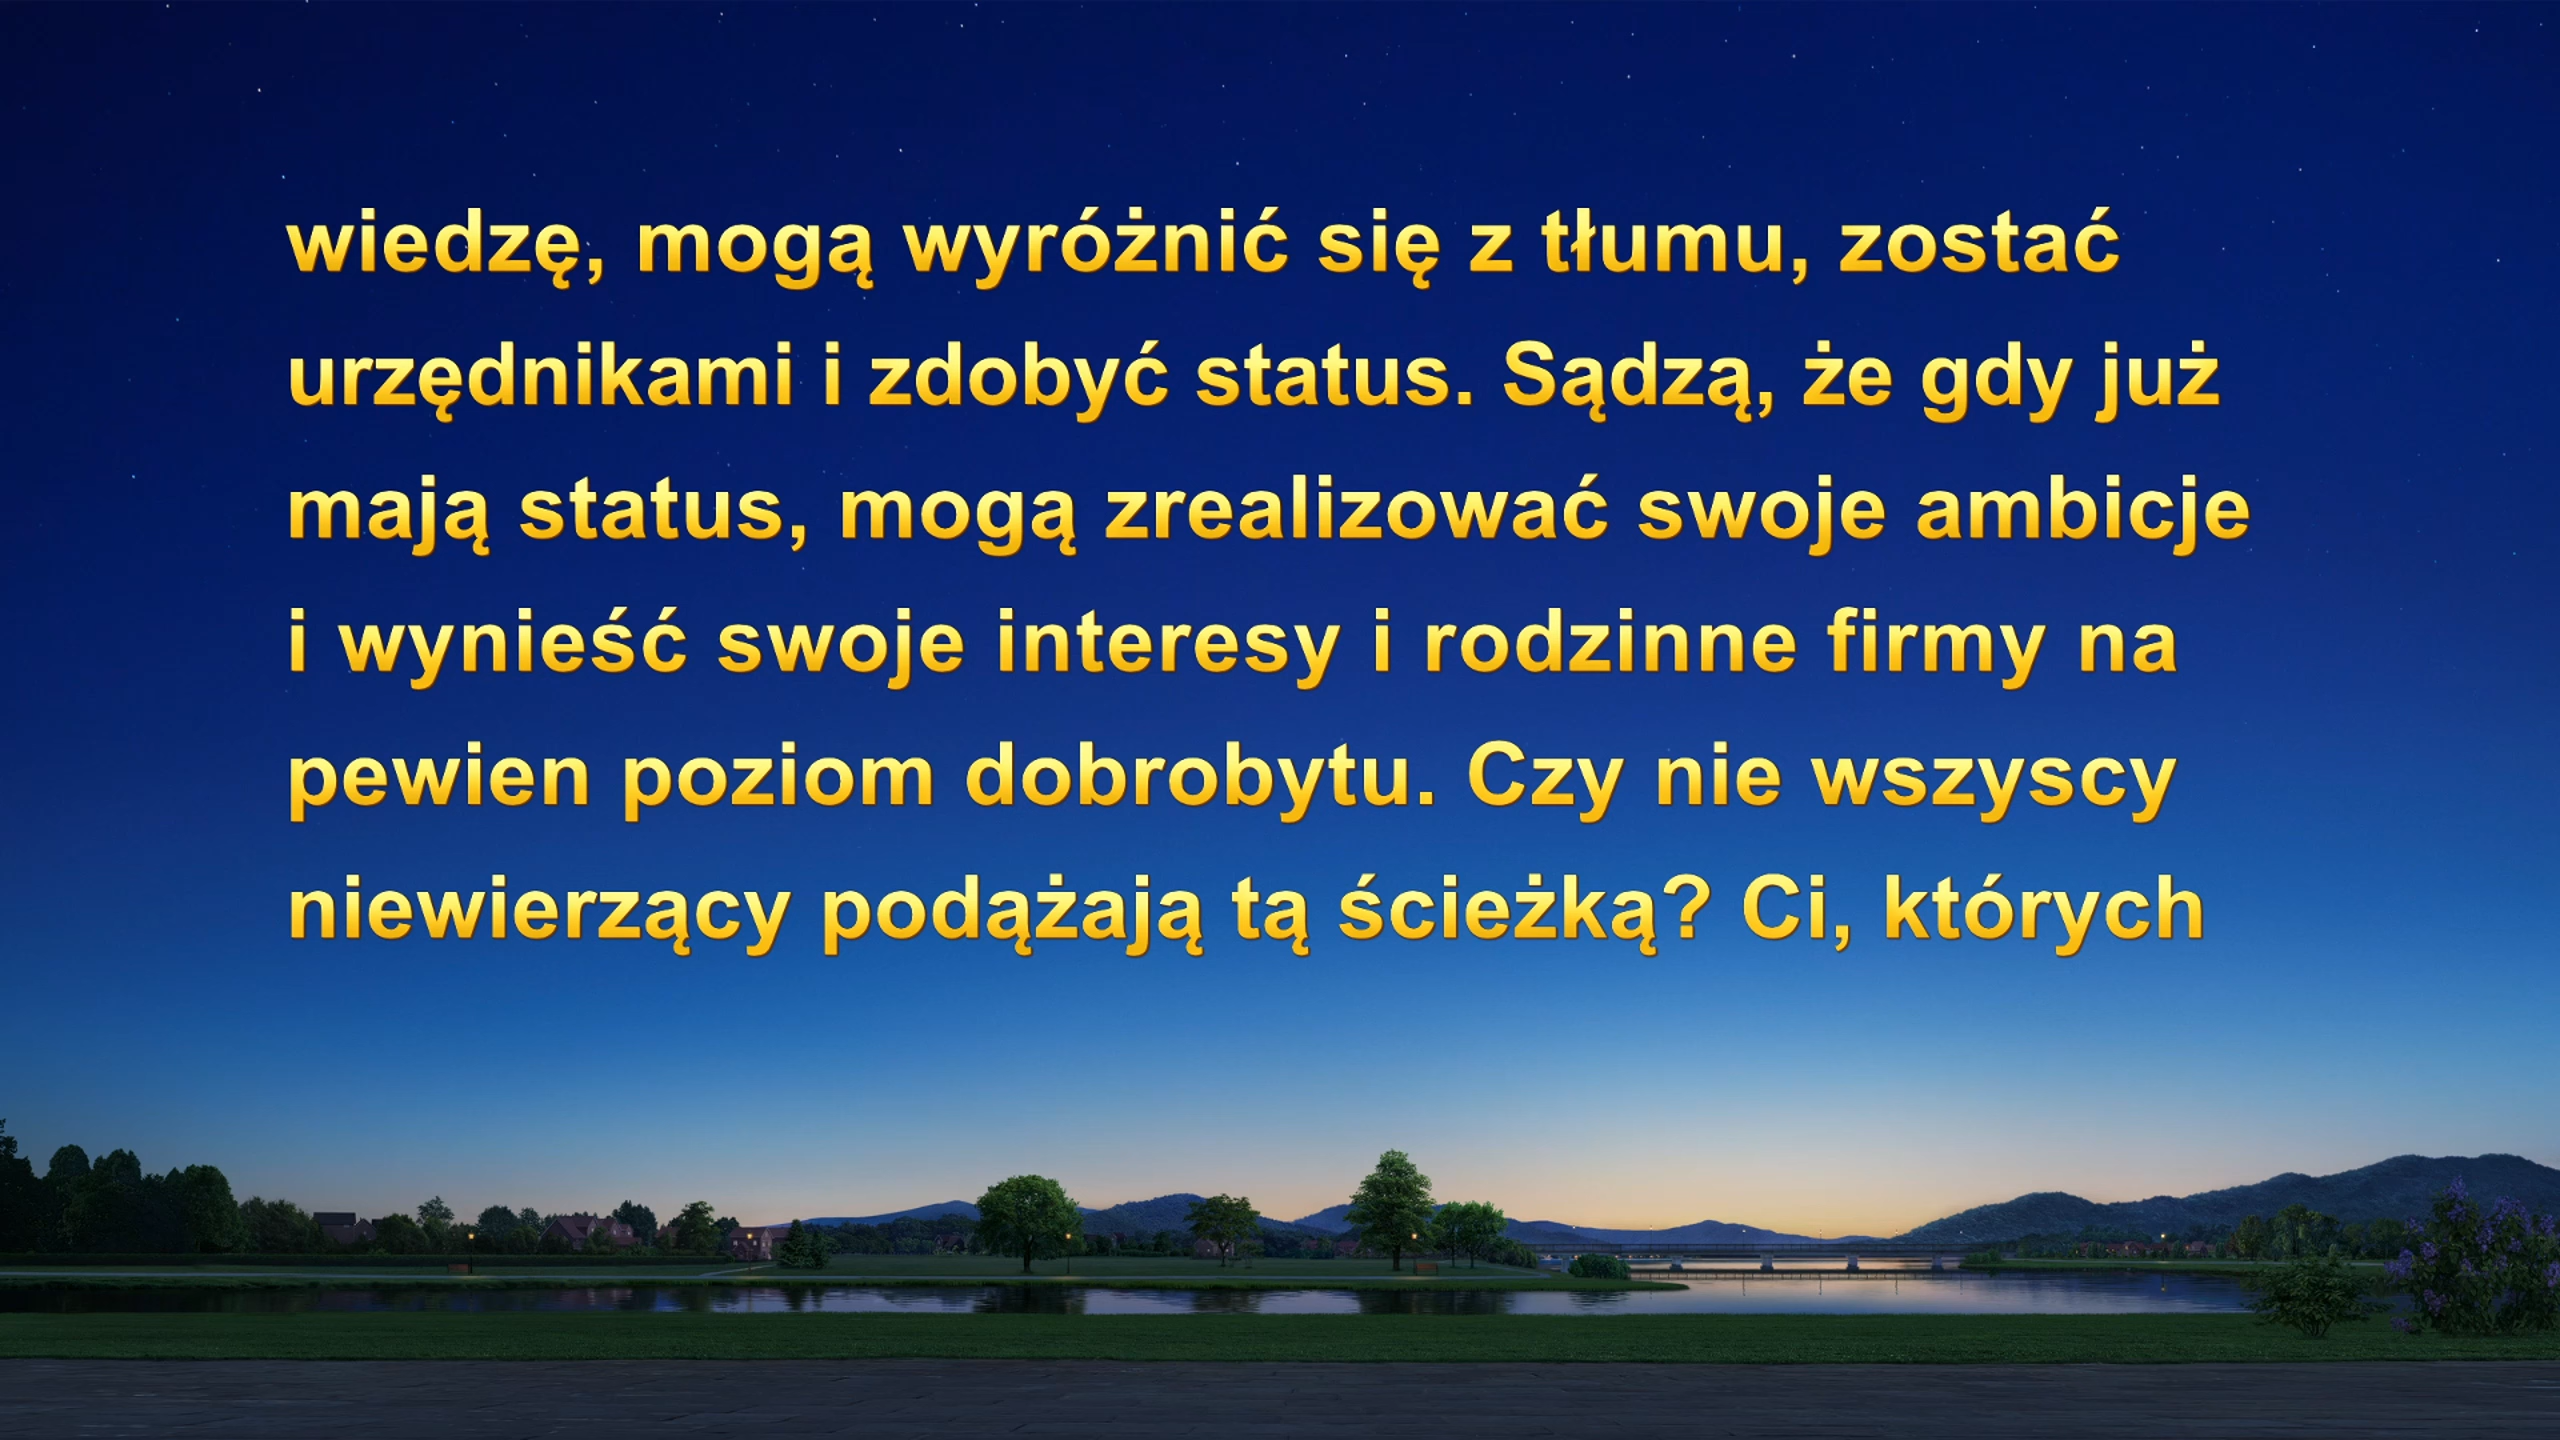 wiedzę, mogą wyróżnić się z tłumu, zostać
urzędnikami i zdobyć status. Sądzą, że gdy już
mają status, mogą zrealizować swoje ambicje
i wynieść swoje interesy i rodzinne firmy na
pewien poziom dobrobytu. Czy nie wszyscy
niewierzący podążają tą ścieżką? Ci, których